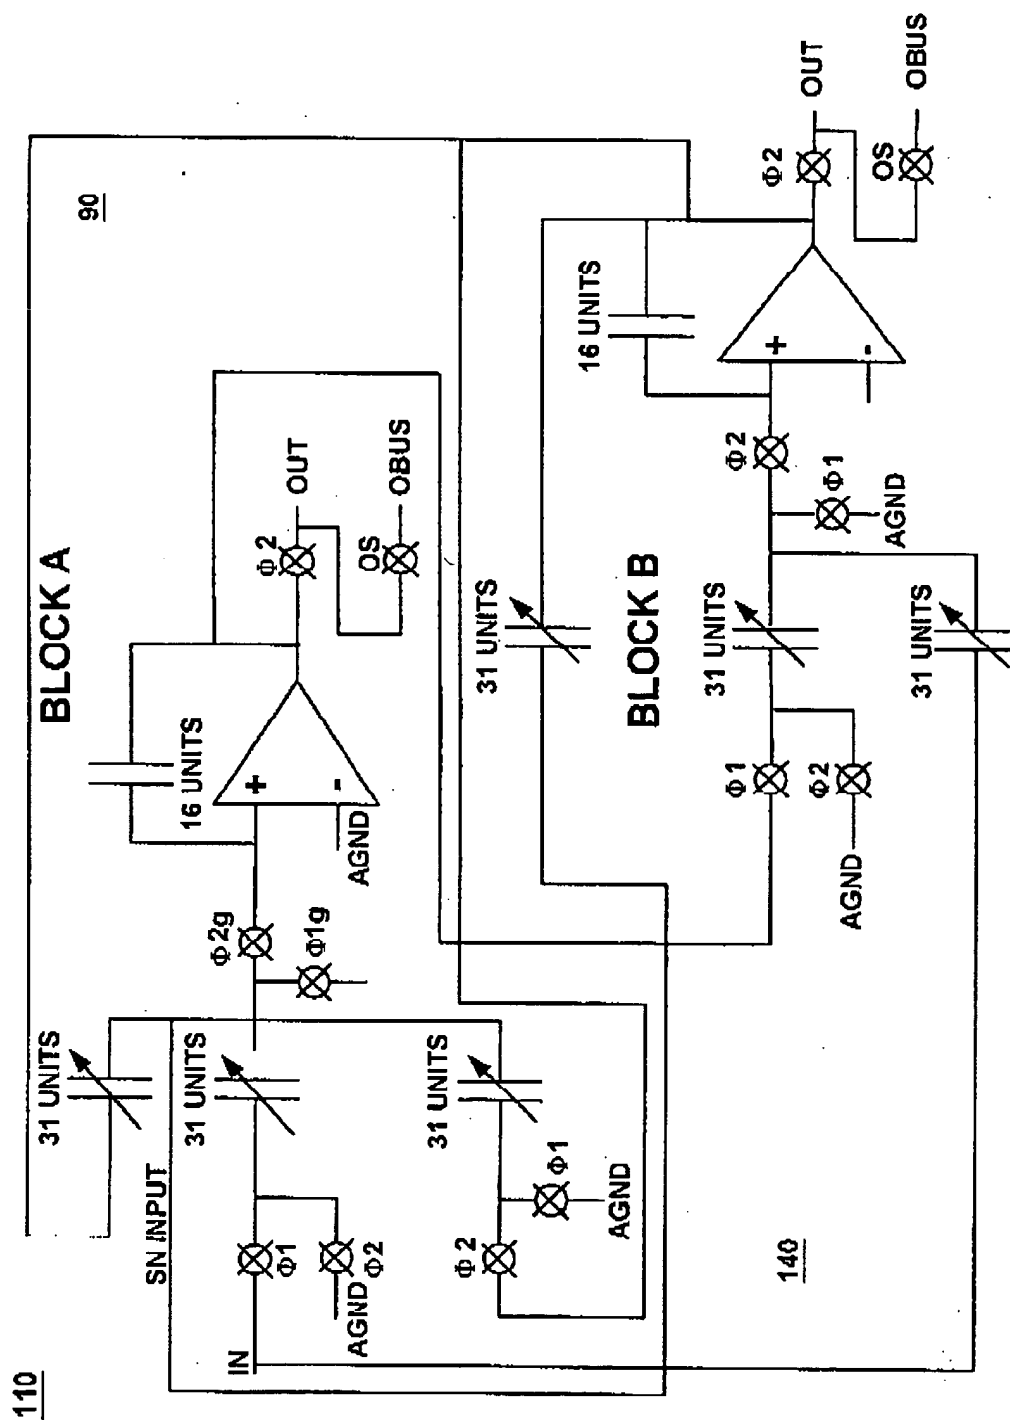 110
90
140
BLOCK A
31 UNITS
SN INPUT
31 UNITS
IN
Φ1
AGND
Φ2
31 UNITS
Φ2
Φ1
AGND
Φ2g
Φ1g
16 UNITS
+
-
AGND
Φ2
OUT
OS
OBUS
BLOCK B
31 UNITS
31 UNITS
31 UNITS
Φ1
AGND
Φ2
Φ2
Φ1
AGND
16 UNITS
+
-
Φ2
OUT
OS
OBUS